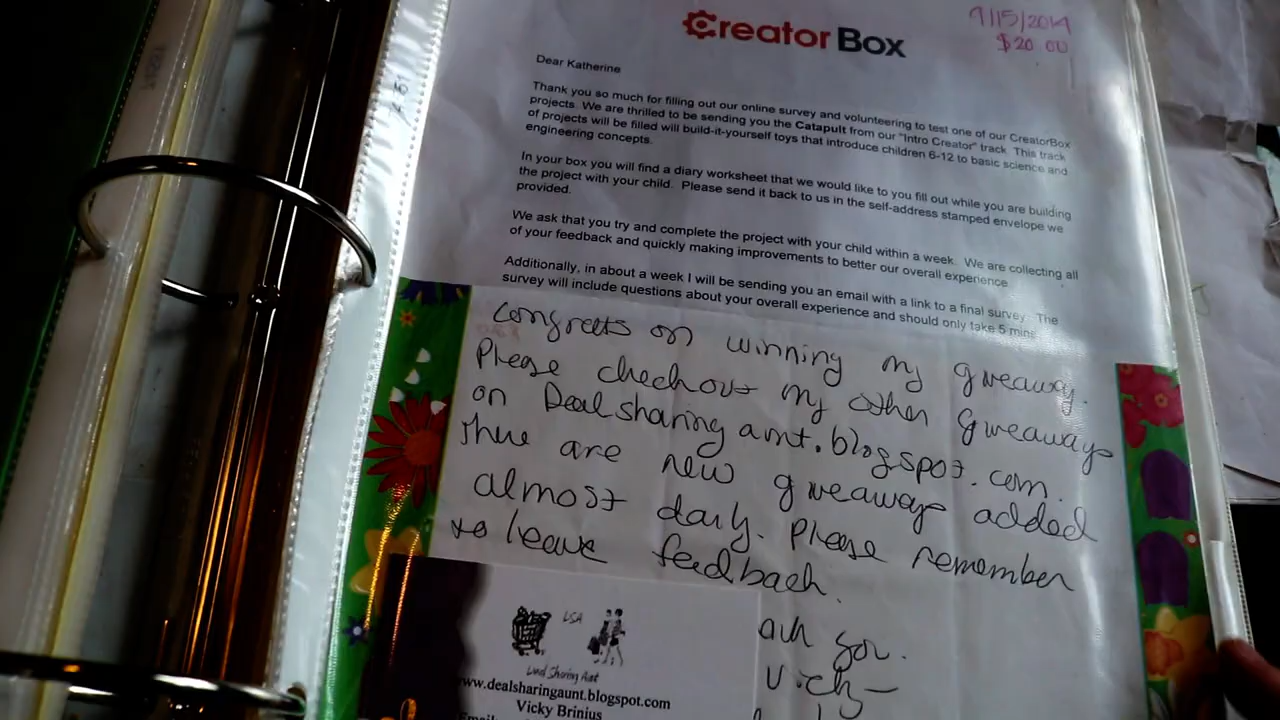 CreatorBox
9/15/2014
$20.00
Dear Katherine
Thank you so much for filling out our online survey and volunteering to test one of our CreatorBox
projects. We are thrilled to be sending you the Catapult from our "Intro Creator" track. This track
of projects will be filled will build-it-yourself toys that introduce children 6-12 to basic science and
engineering concepts.
In your box you will find a diary worksheet that we would like to you fill out while you are building
the project with your child. Please send it back to us in the self-address stamped envelope we
provided.
We ask that you try and complete the project with your child within a week. We are collecting all
of your feedback and quickly making improvements to better our overall experience
Additionally, in about a week I will be sending you an email with a link to a final survey. The
survey will include questions about your overall experience and should only take 5 mins
Congrats on winning my giveaway.
Please check out my other giveaways
on Dealsharing aunt.blogspot.com.
there are new giveaways added
almost daily. Please remember
to leave feedback.
you.
LSA
www.dealsharingaunt.blogspot.com
Vicky Brinius